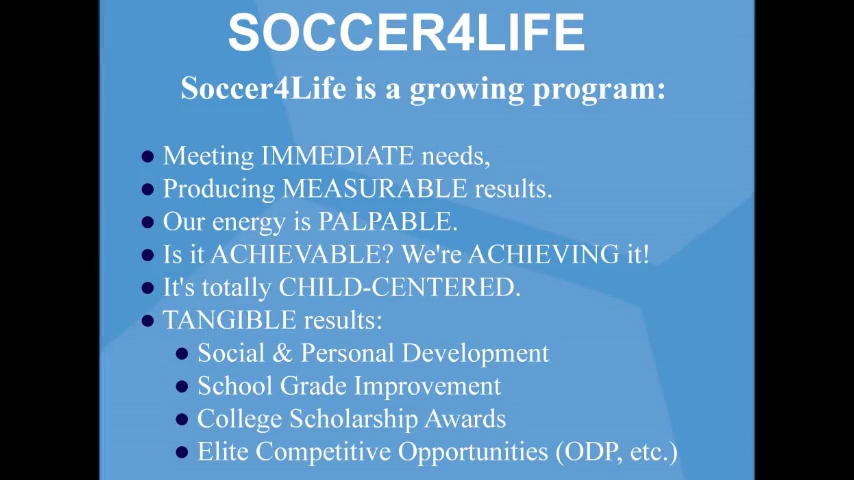 SOCCER4LIFE
Soccer4Life is a growing program:
● Meeting IMMEDIATE needs,
● Producing MEASURABLE results.
● Our energy is PALPABLE.
● Is it ACHIEVABLE? We're ACHIEVING it!
● It's totally CHILD-CENTERED.
● TANGIBLE results:
● Social & Personal Development
● School Grade Improvement
● College Scholarship Awards
● Elite Competitive Opportunities (ODP, etc.)